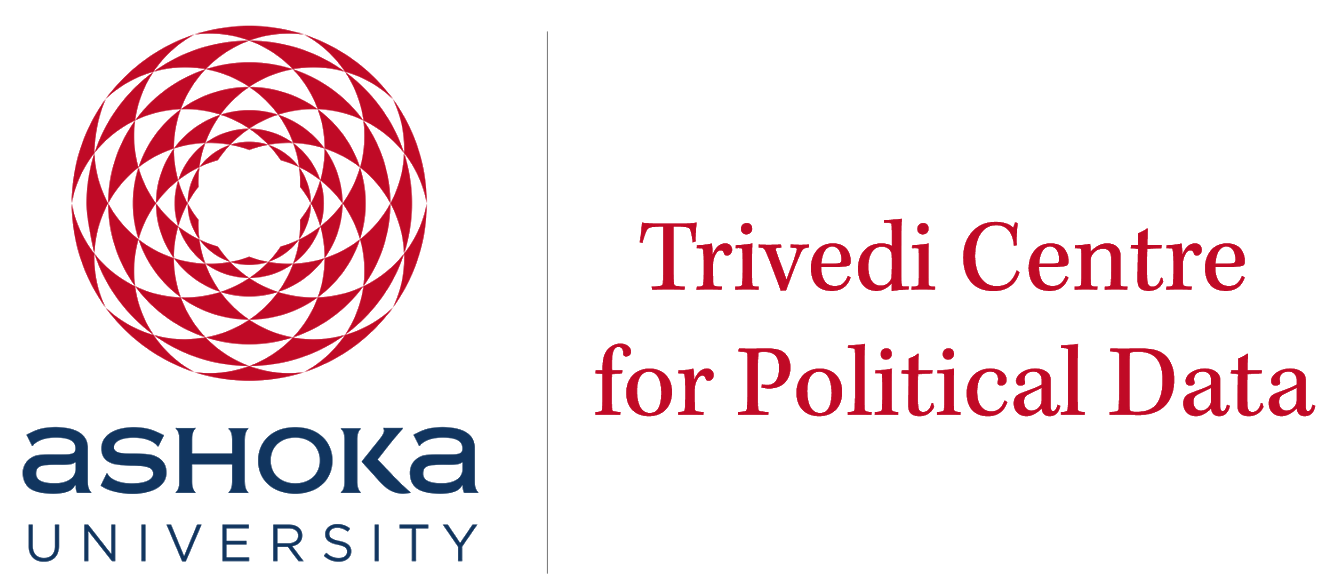 ASHOKA
UNIVERSITY
Trivedi Centre
for Political Data